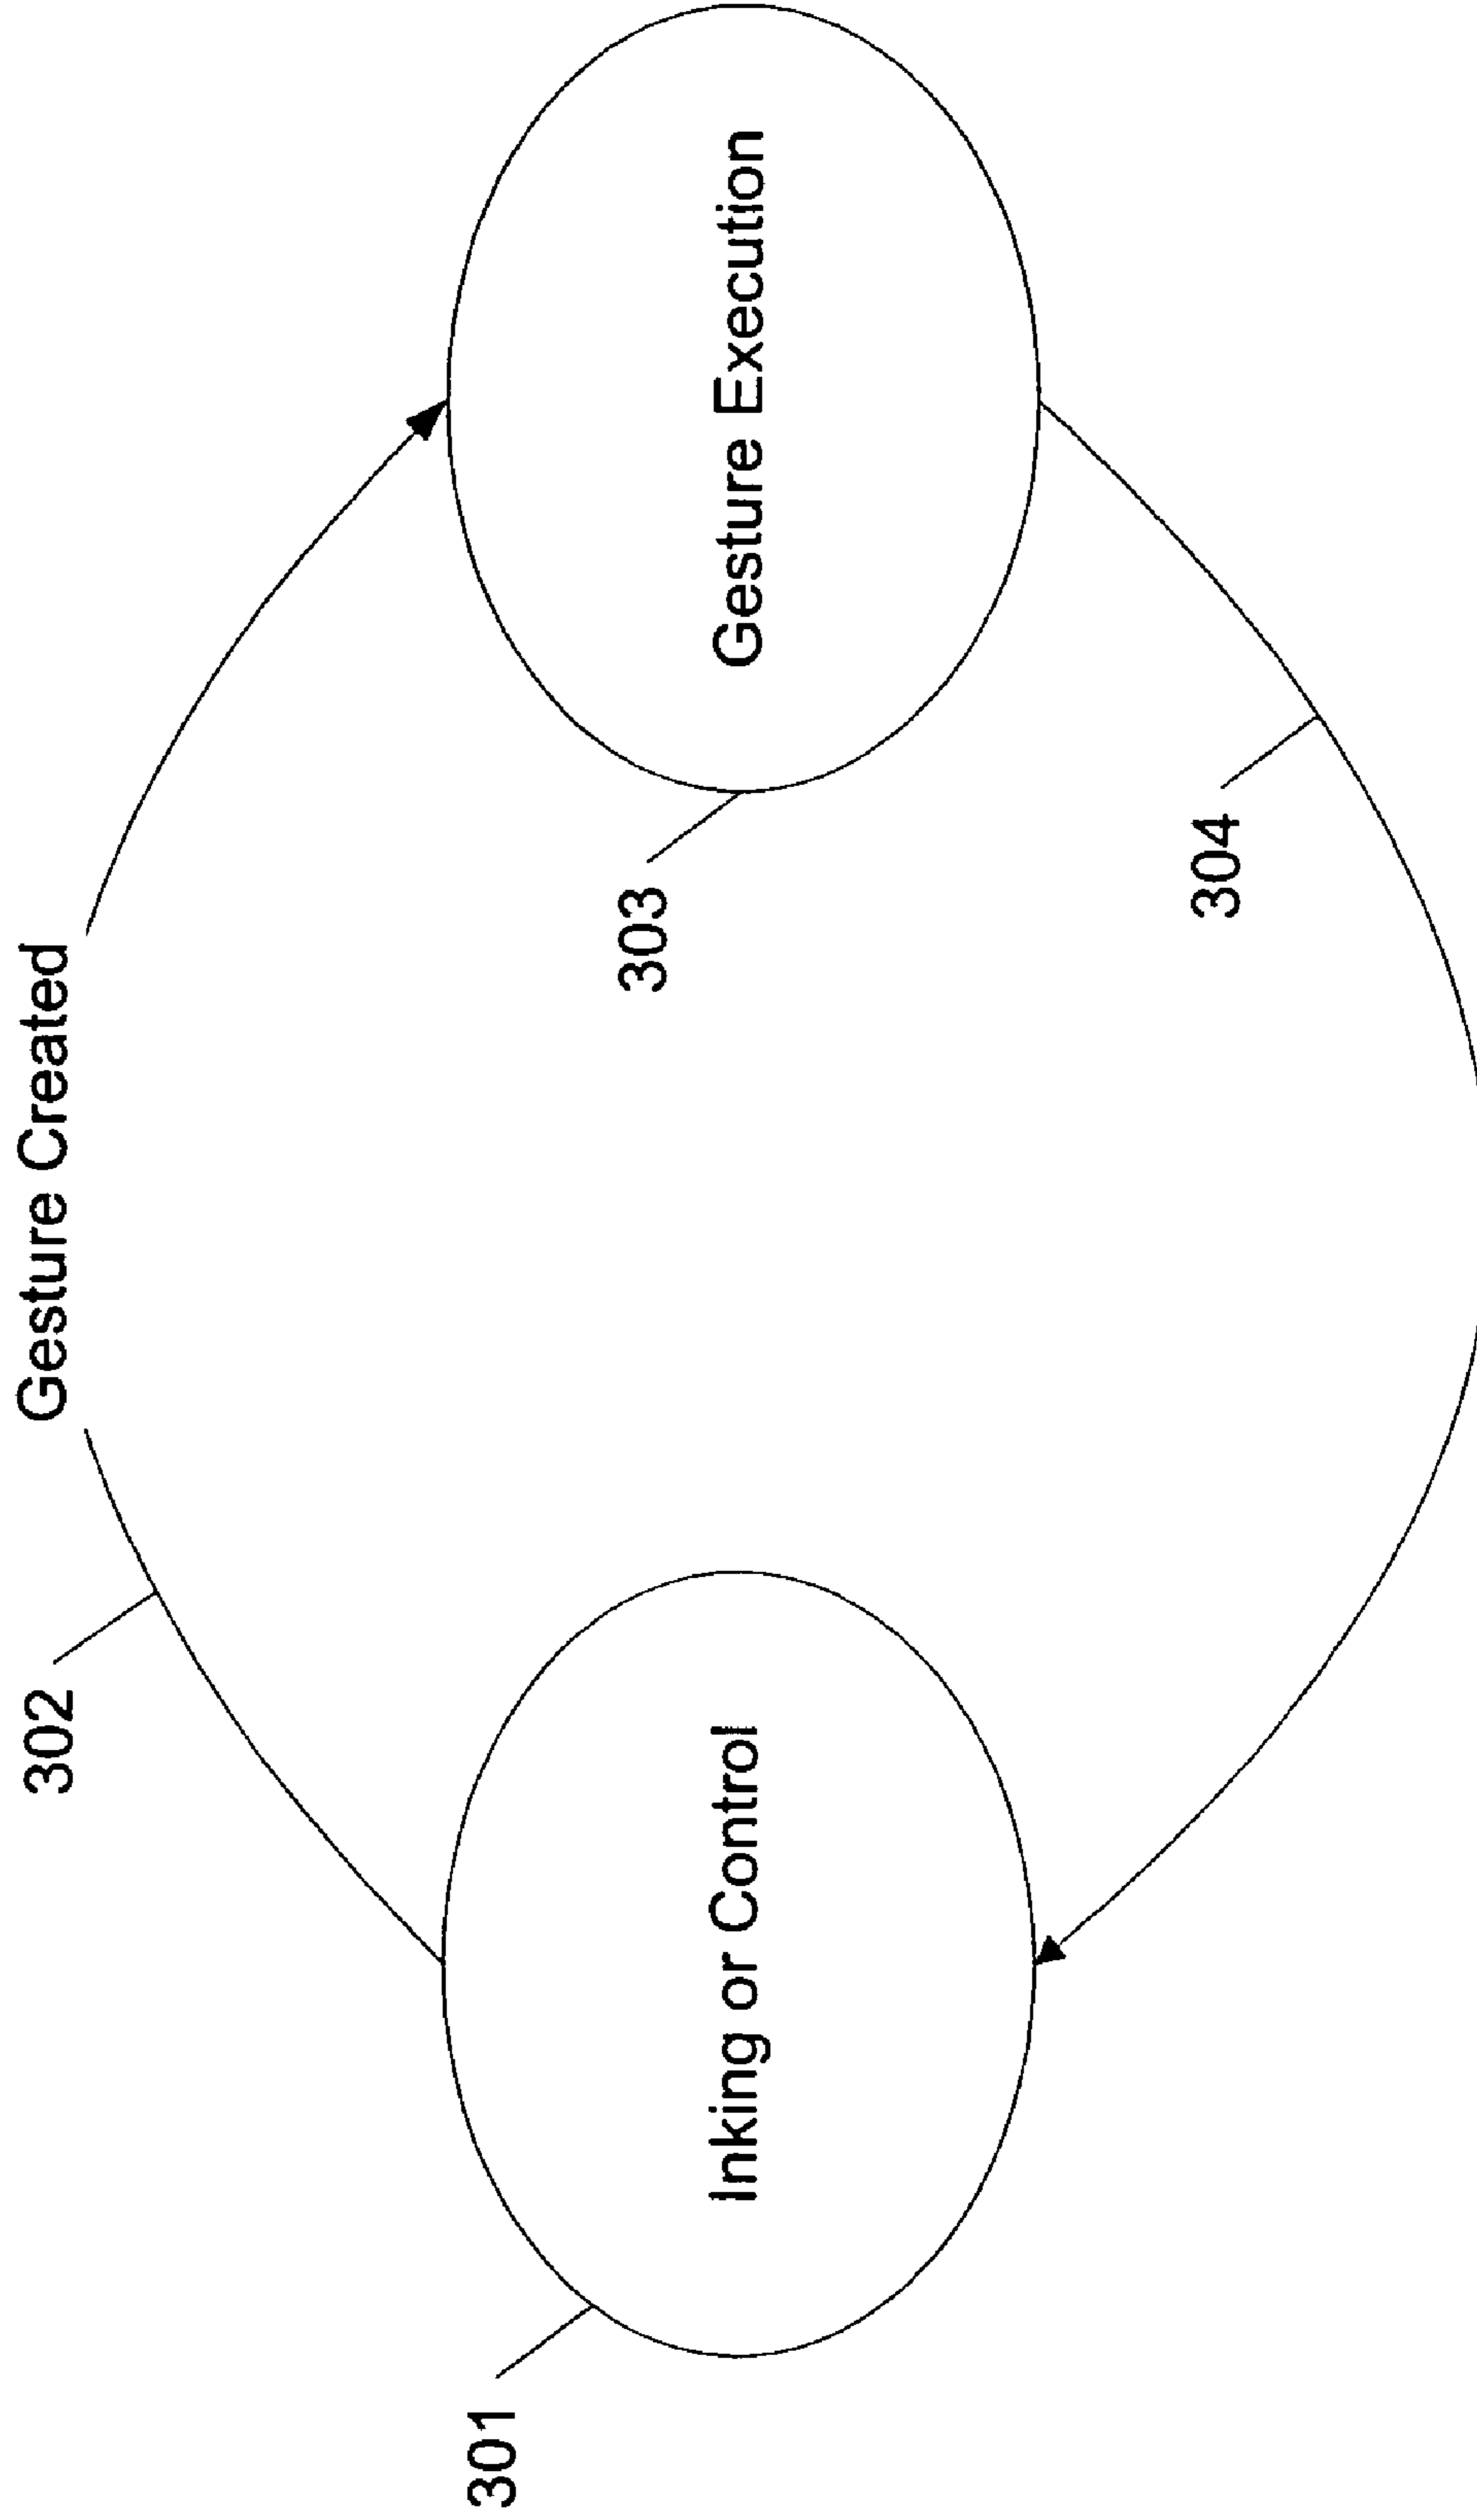 Gesture Created
302
301
Inking or Control
303
Gesture Execution
304